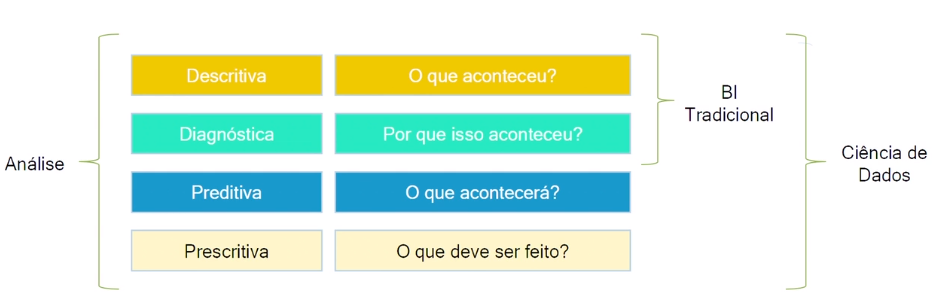 Análise
Descritiva
O que aconteceu?
Diagnóstica
Por que isso aconteceu?
Preditiva
O que acontecerá?
Prescritiva
O que deve ser feito?
BI
Tradicional
Ciência de
Dados